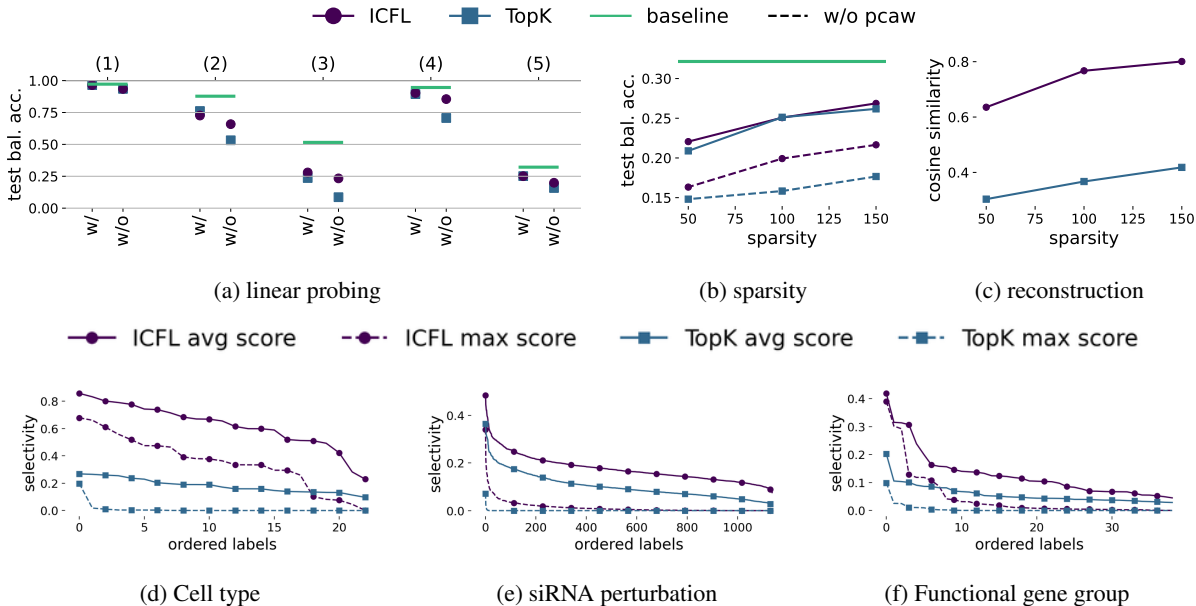 ICFL TopK baseline w/o pcaw
(1) (2) (3) (4) (5)
test bal. acc.
1.00
0.75
0.50
0.25
0.00
w/ w/o w/ w/o w/ w/o w/ w/o w/ w/o
(a) linear probing
test bal. acc.
0.30
0.25
0.20
0.15
50 75 100 125 150
sparsity
(b) sparsity
cosine similarity
0.8
0.6
0.4
50 75 100 125 150
sparsity
(c) reconstruction
ICFL avg score ICFL max score TopK avg score TopK max score
selectivity
0.8
0.6
0.4
0.2
0.0
0 5 10 15 20
ordered labels
(d) Cell type
selectivity
0.4
0.2
0.0
0 200 400 600 800 1000
ordered labels
(e) siRNA perturbation
selectivity
0.4
0.3
0.2
0.1
0.0
0 10 20 30
ordered labels
(f) Functional gene group